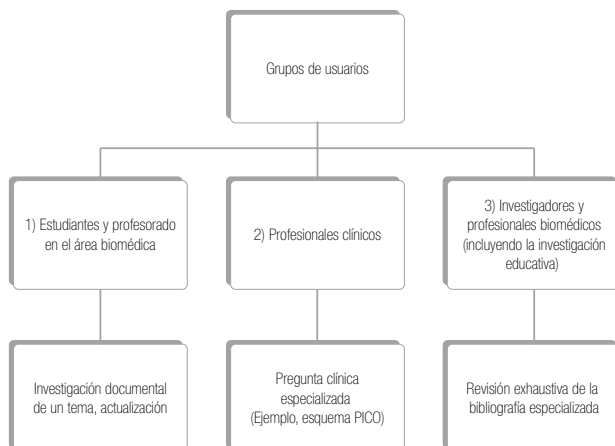 Grupos de usuarios
1) Estudiantes y profesorado
en el área biomédica
2) Profesionales clínicos
3) Investigadores y
profesionales biomédicos
(incluyendo la investigación
educativa)
Investigación documental
de un tema, actualización
Pregunta clínica
especializada
(Ejemplo, esquema PICO)
Revisión exhaustiva de la
bibliografía especializada